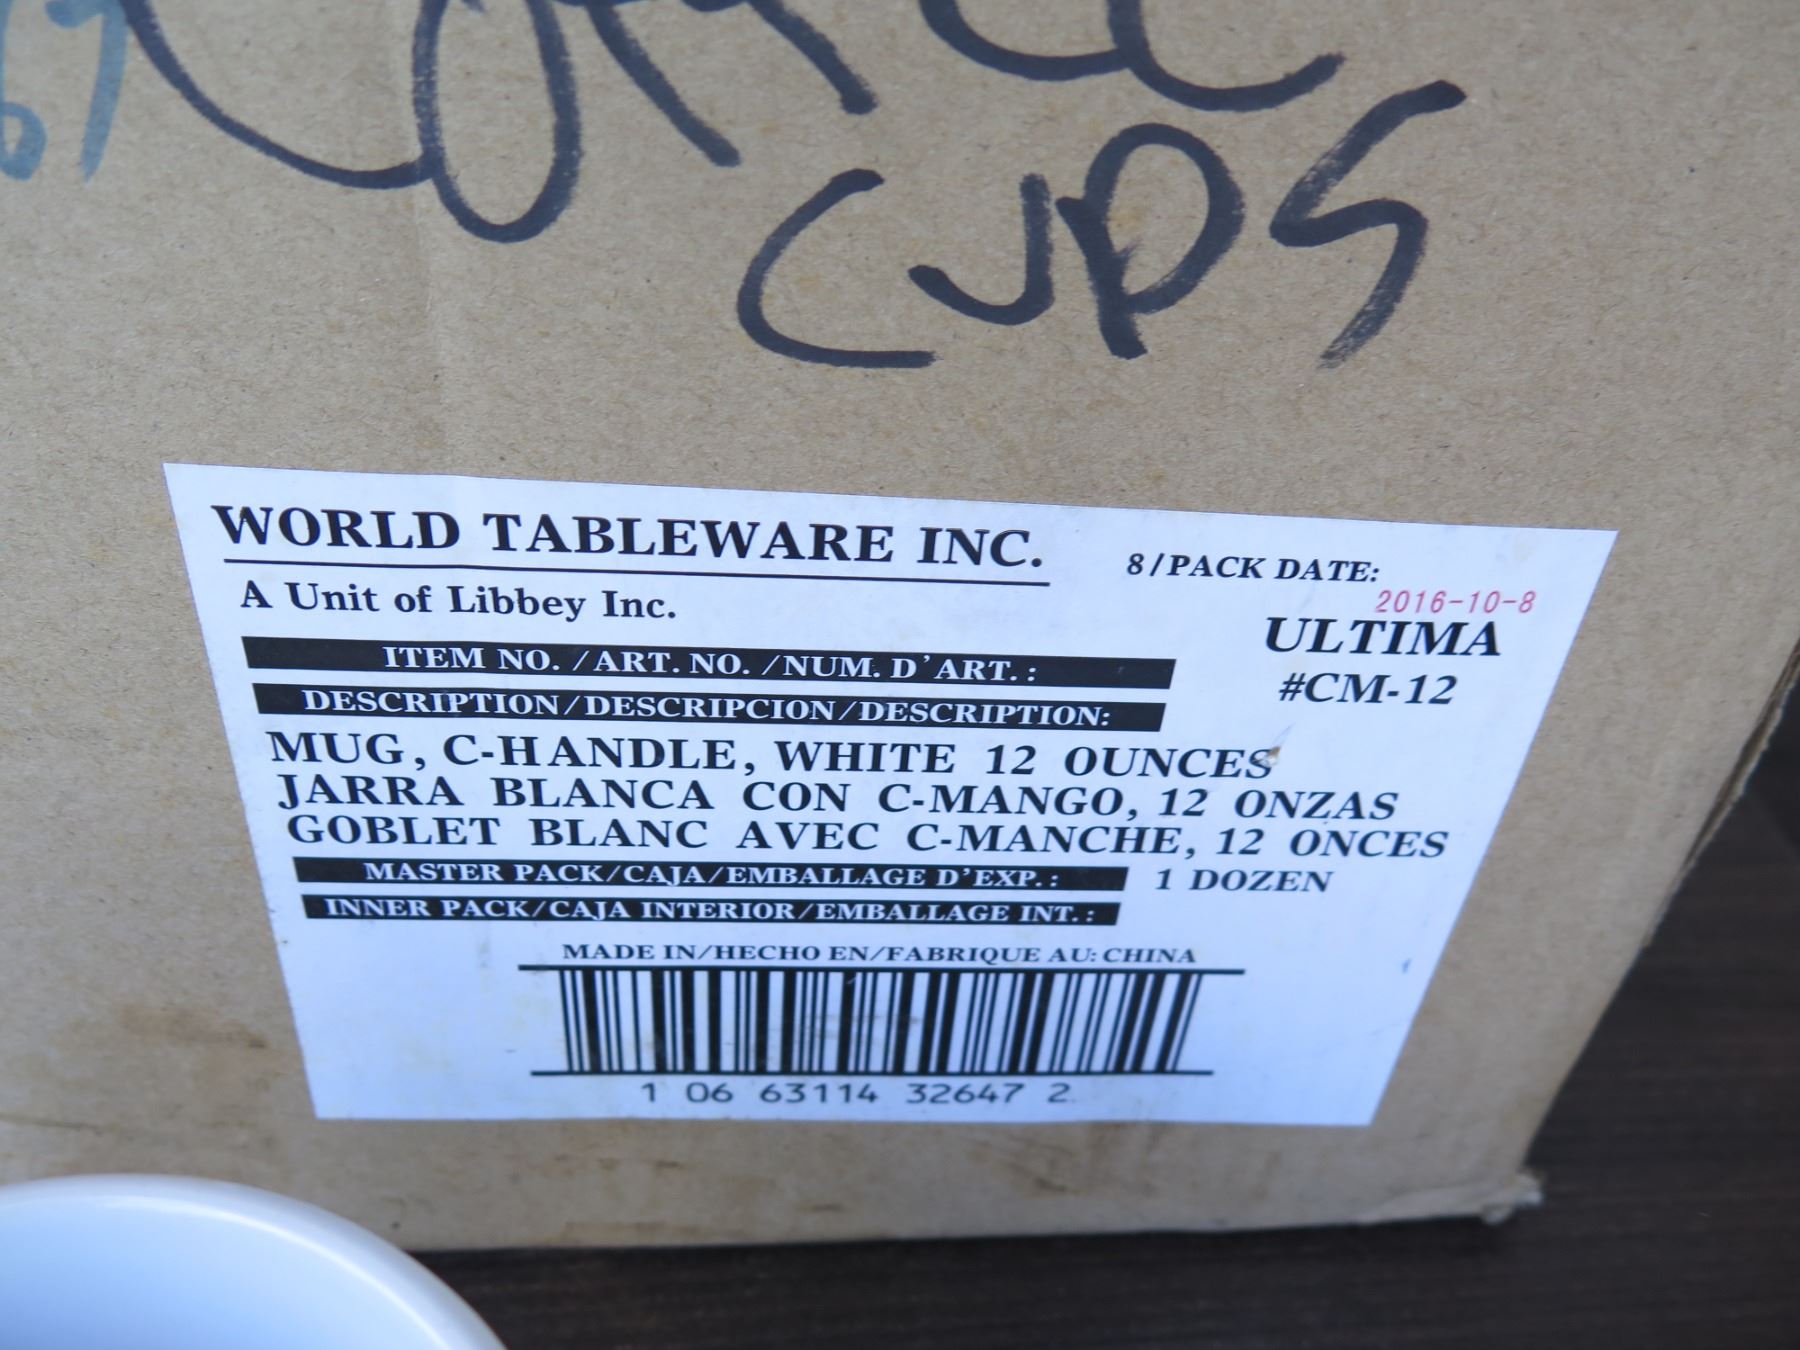 67 Coffee
CUPS
WORLD TABLEWARE INC.
8/PACK DATE:
2016-10-8
A Unit of Libbey Inc.
ULTIMA
ITEM NO. /ART. NO. /NUM. D'ART. :
#CM-12
DESCRIPTION/DESCRIPCION/DESCRIPTION:
MUG, C-HANDLE, WHITE 12 OUNCES
JARRA BLANCA CON C-MANGO, 12 ONZAS
GOBLET BLANC AVEC C-MANCHE, 12 ONCES
MASTER PACK/CAJA/EMBALLAGE D'EXP. : 1 DOZEN
INNER PACK/CAJA INTERIOR/EMBALLAGE INT. :
MADE IN/HECHO EN/FABRIQUE AU: CHINA
1 06 63114 32647 2